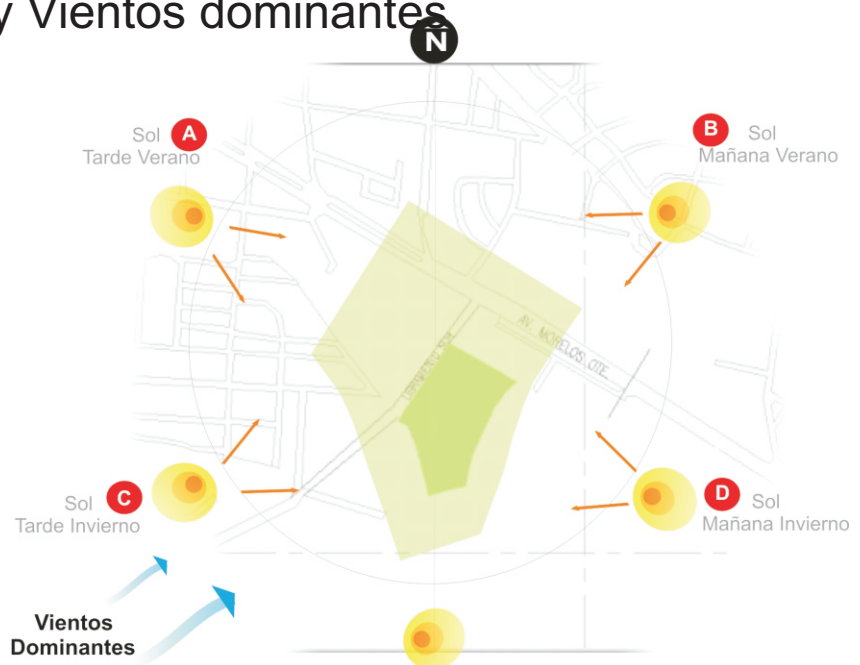 y Vientos dominantes
N
Sol A
Tarde Verano
B Sol
Mañana Verano
AV. MORELOS OTE.
Sol C
Tarde Invierno
D Sol
Mañana Invierno
Vientos
Dominantes